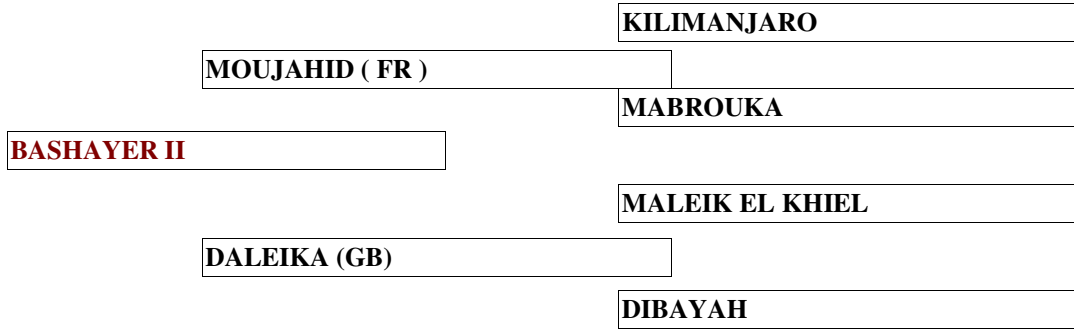 KILIMANJARO
MOUJAHID ( FR )
MABROUKA
BASHAYER II
MALEIK EL KHIEL
DALEIKA (GB)
DIBAYAH